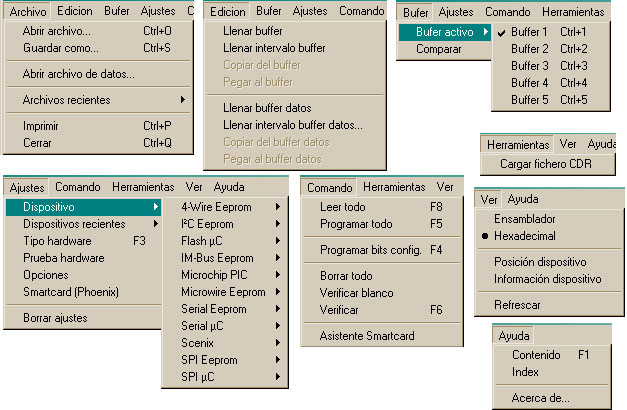 Archivo Edicion Bufer Ajustes C
Abrir archivo... Ctrl+O
Guardar como... Ctrl+S
Abrir archivo de datos...
Archivos recientes
Imprimir Ctrl+P
Cerrar Ctrl+Q
Edicion Bufer Ajustes Comando
Llenar buffer
Llenar intervalo buffer
Copiar del buffer
Pegar al buffer
Llenar buffer datos
Llenar intervalo buffer datos...
Copiar del buffer datos
Pegar al buffer datos
Bufer Ajustes Comando Herramientas
Bufer activo
Comparar
Buffer 1 Ctrl+1
Buffer 2 Ctrl+2
Buffer 3 Ctrl+3
Buffer 4 Ctrl+4
Buffer 5 Ctrl+5
Herramientas Ver Ayuda
Cargar fichero CDR
Ajustes Comando Herramientas Ver Ayuda
Dispositivo
Dispositivos recientes
Tipo hardware F3
Prueba hardware
Opciones
Smartcard (Phoenix)
Borrar ajustes
4-Wire Eeprom
I²C Eeprom
Flash µC
IM-Bus Eeprom
Microchip PIC
Microwire Eeprom
Serial Eeprom
Serial µC
Scenix
SPI Eeprom
SPI µC
Comando Herramientas Ver
Leer todo F8
Programar todo F5
Programar bits config. F4
Borrar todo
Verificar blanco
Verificar F6
Asistente Smartcard
Ver Ayuda
Ensamblador
Hexadecimal
Posición dispositivo
Información dispositivo
Refrescar
Ayuda
Contenido F1
Index
Acerca de...